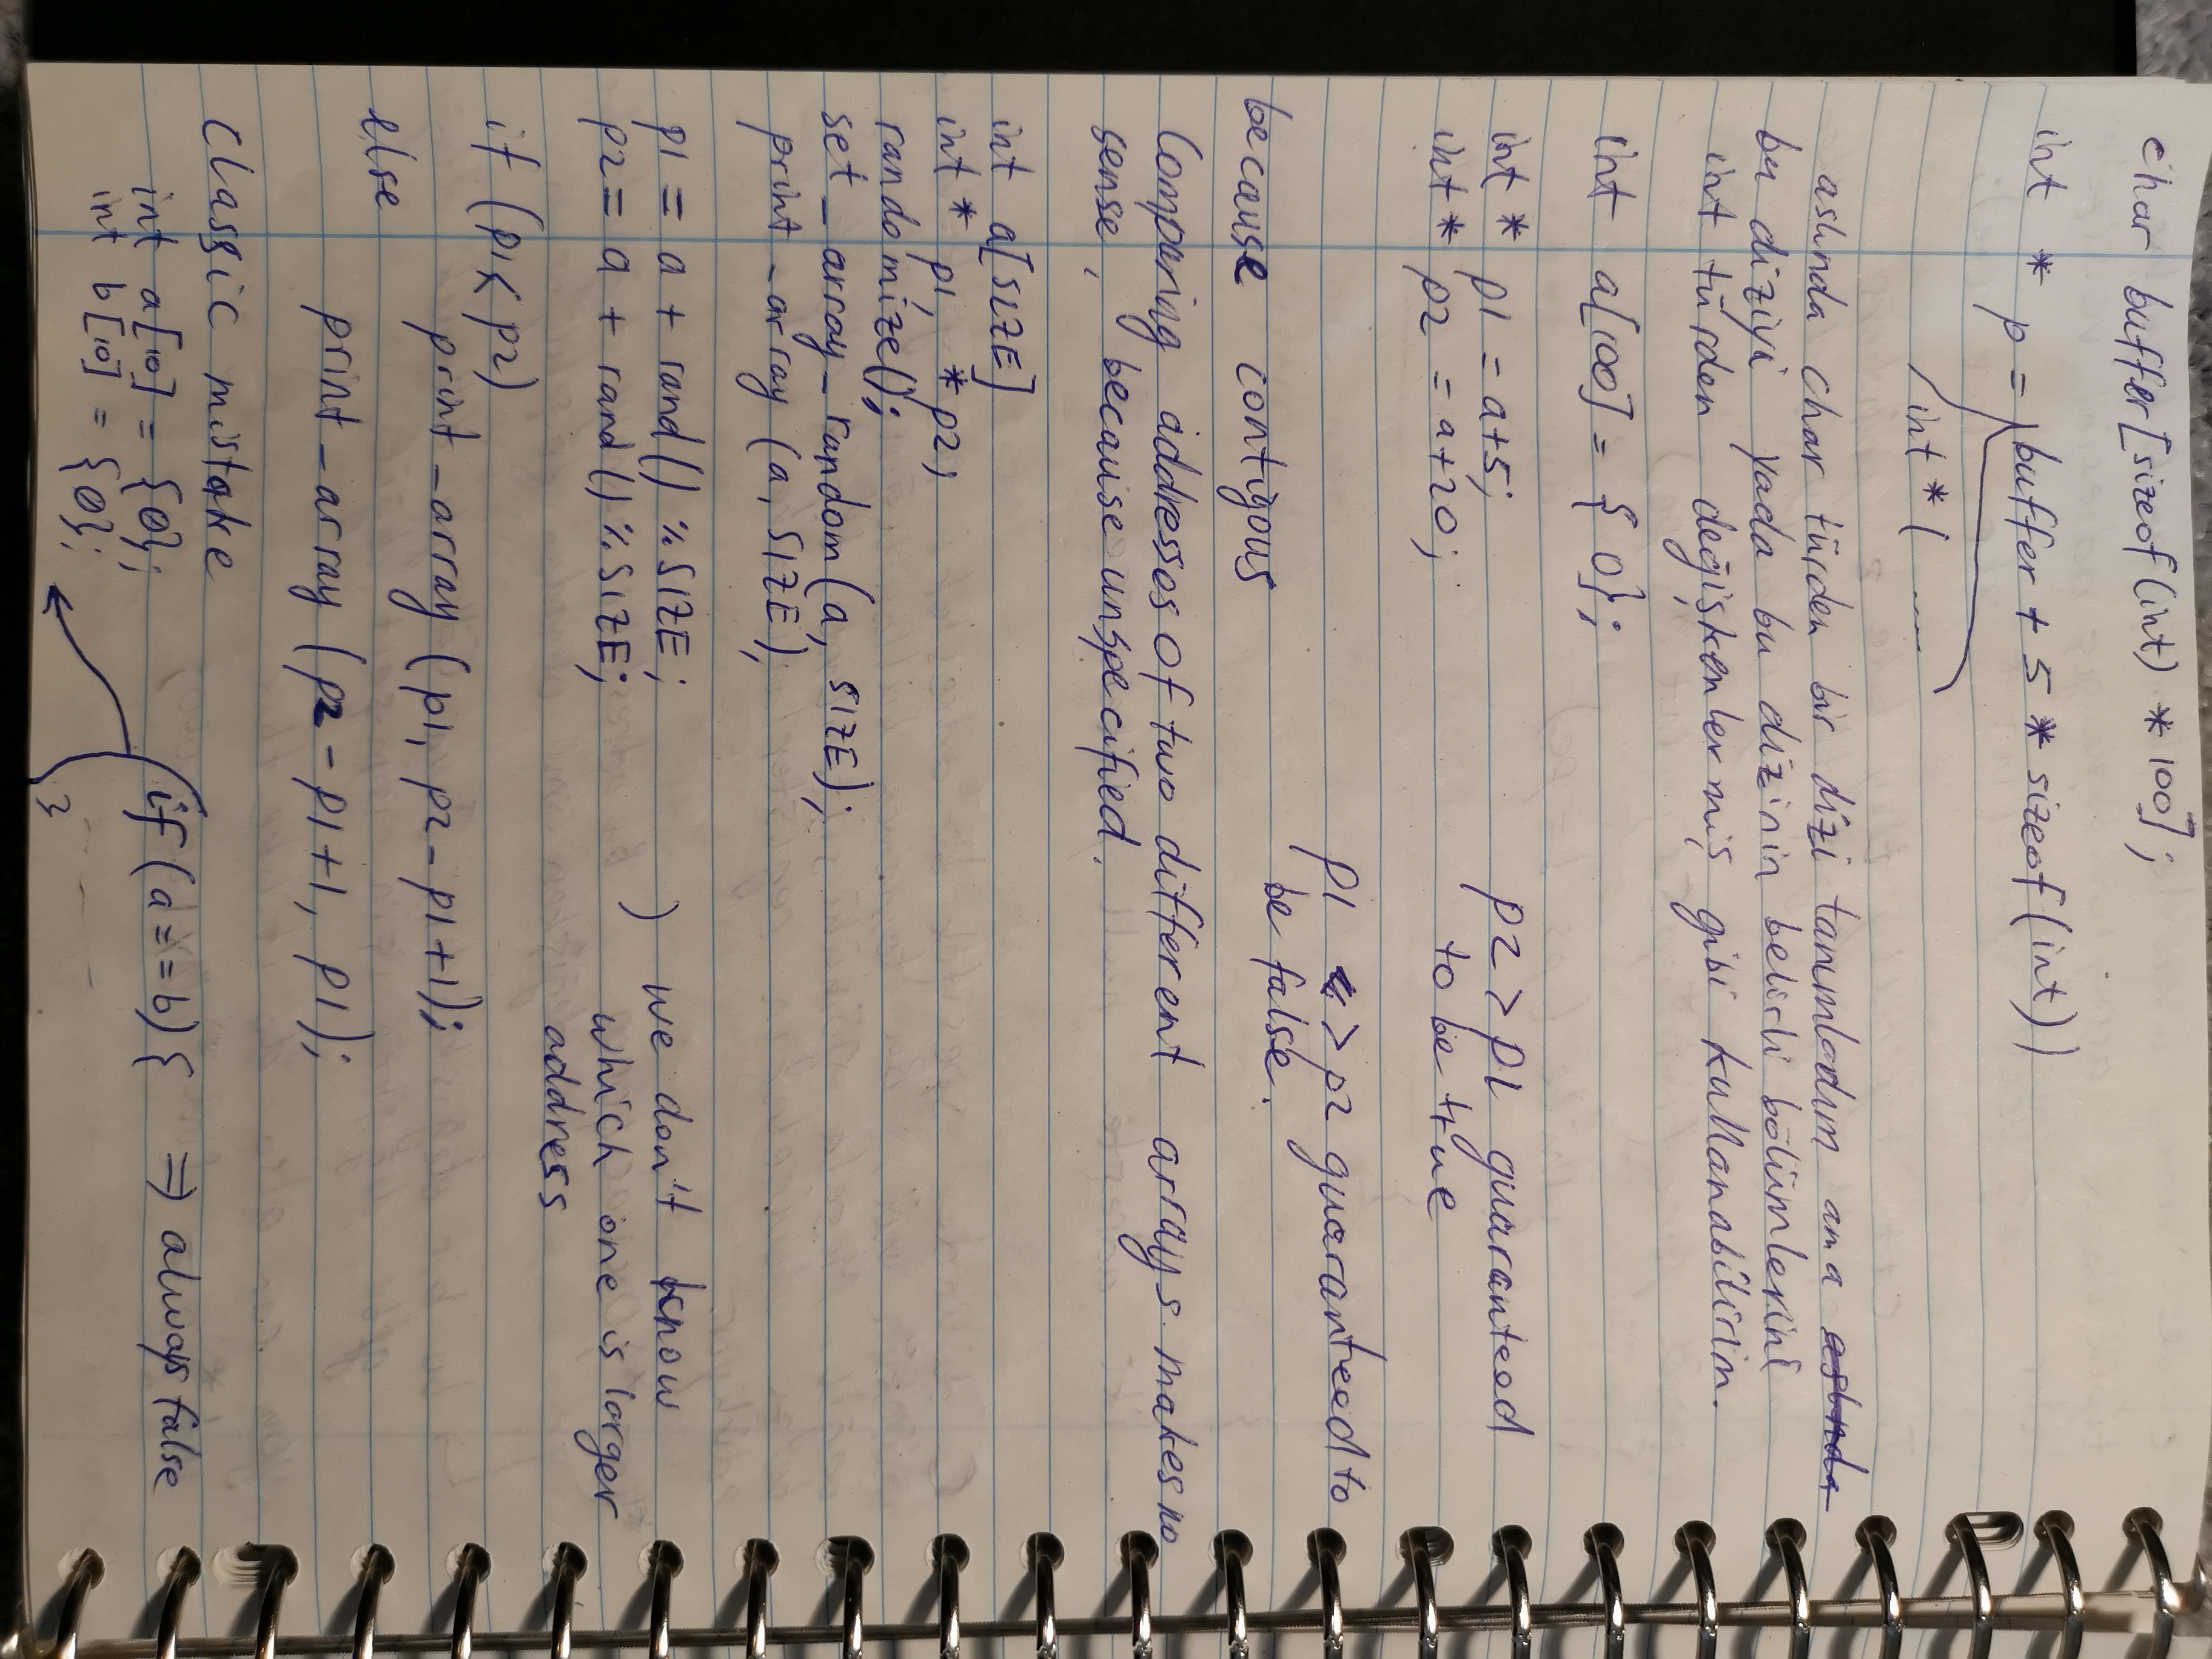 char buffer[sizeof(int) * 100];
int * p = (buffer + 5 * sizeof(int))
int * ( .....
aslında char türden bir dizi tanımladım ama aslında
bu diziyi yada bu dizinin belirli bölümlerini
int türden değişkenlermiş gibi kullanabilirim.
int a[100] = { 0};
int * p1 = a+5;
int * p2 = a+20;
p2 > p1 guaranteed
to be true
p1 > p2 guaranteed to
be false.
because contigous
Comparing addresses of two different arrays makes no
sense, because unspecified.
int a[SIZE]
int * p1, *p2;
randomize();
set_array_random(a, SIZE);
print_array (a, SIZE);
p1 = a + rand() % SIZE;
p2 = a + rand() % SIZE;
) we don't know
which one is larger
address
if (p1 < p2)
print_array (p1, p2 - p1 + 1);
else
print_array (p2 - p1 + 1, p1);
Classic mistake
int a[10] = {0};
int b[10] = {0};
if (a == b) { => always false
}